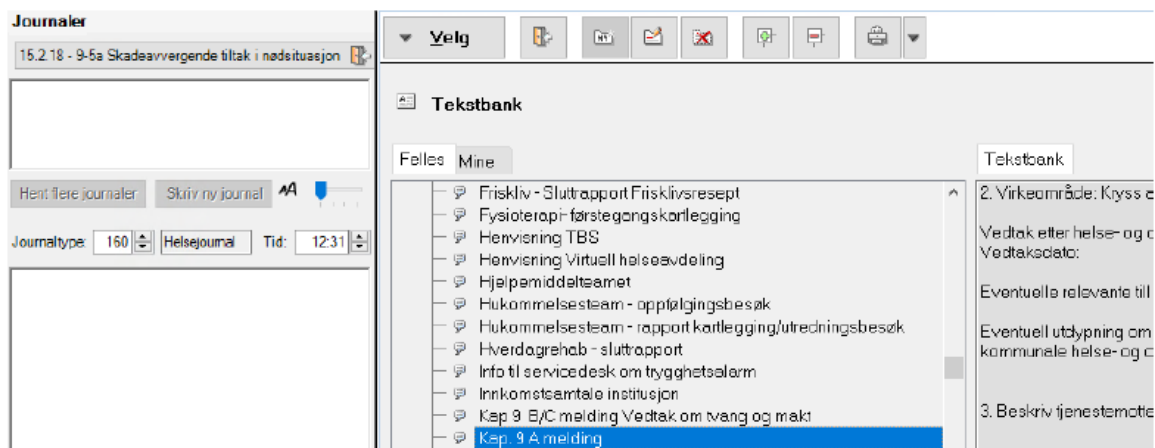 Journaler
15.2.18 - 9-5a Skadeavvergende tiltak i nødsituasjon
Hent flere journaler
Skriv ny journal
AA
Journaltype: 160 Helsejournal Tid: 12:31
Velg
Tekstbank
Felles
Mine
Friskliv - Sluttrapport Frisklivsresept
Fysioterapi-førstegangskartlegging
Henvisning TBS
Henvisning Virtuell helseavdeling
Hjelpemiddelteamet
Hukommelsesteam - oppfølgingsbesøk
Hukommelsesteam - rapport kartlegging/utredningsbesøk
Hverdagrehab - sluttrapport
Info til servicedesk om trygghetsalarm
Innkomstsamtale institusjon
Kap 9 B/C melding Vedtak om tvang og makt
Kap. 9 A melding
Tekstbank
2. Virkeområde: Kryss
Vedtak etter helse- og
Vedtaksdato:
Eventuelle relevante till
Eventuell utdypning om
kommunale helse- og
3. Beskriv